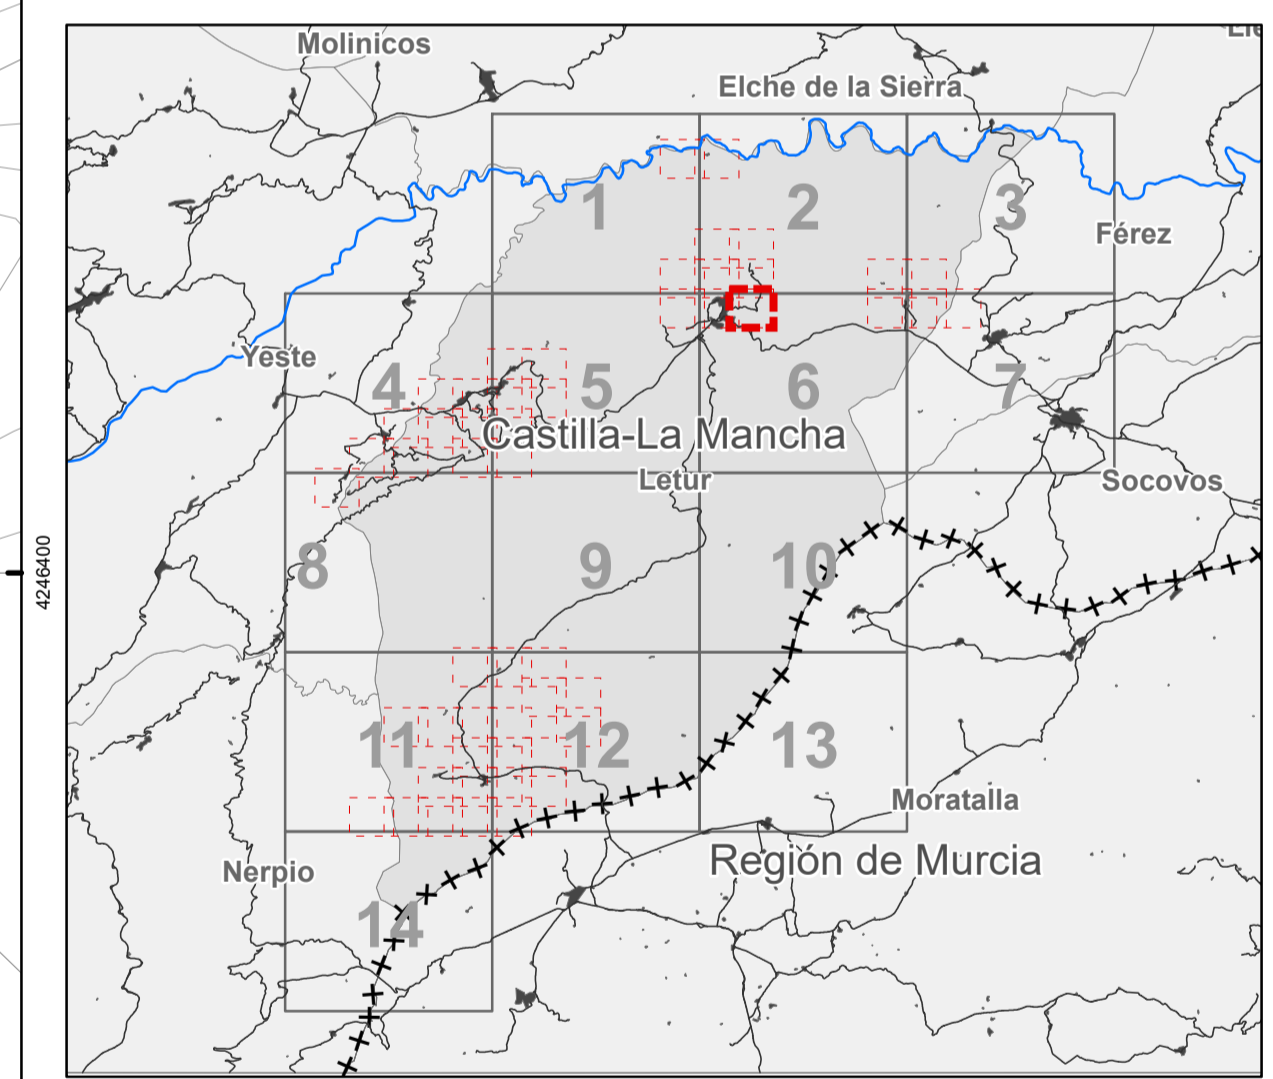 Molinicos
Elche de la Sierra
1
2
3
Férez
Yeste
4
5
6
7
Castilla-La Mancha
Letur
Socovos
8
9
10
4246400
11
12
13
Moratalla
Región de Murcia
Nerpio
14